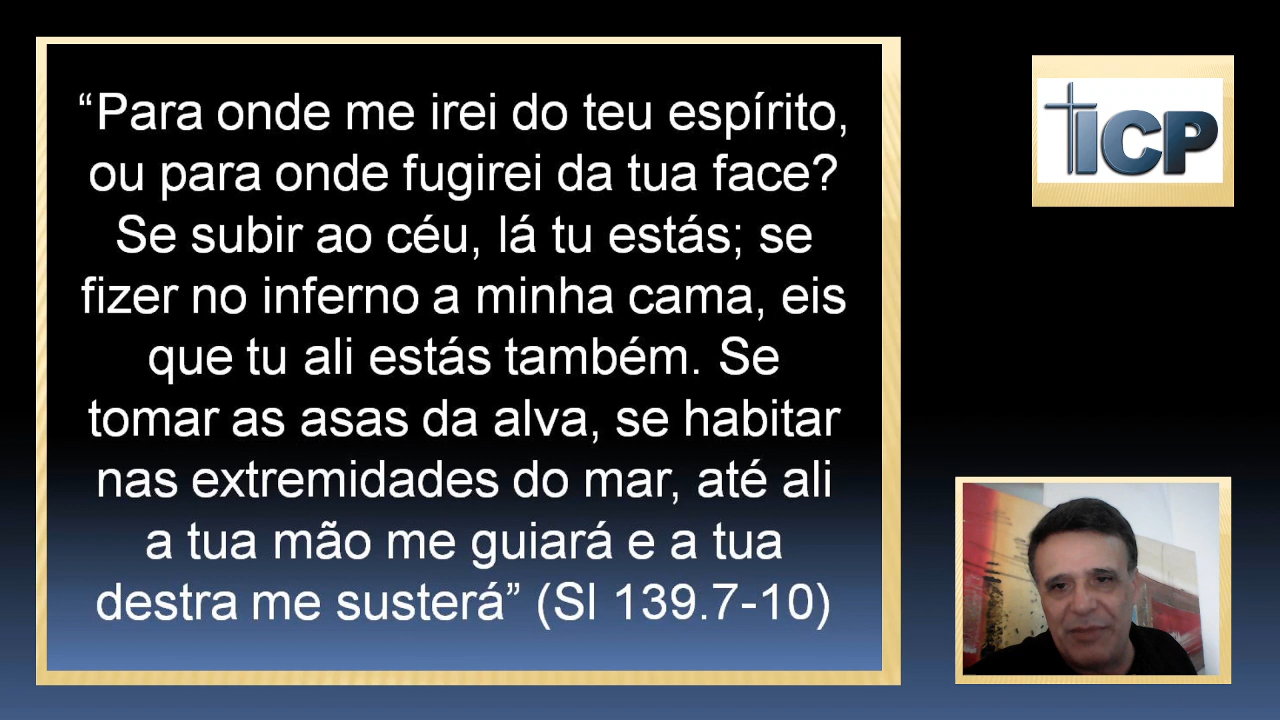 “Para onde me irei do teu espírito,
ou para onde fugirei da tua face?
Se subir ao céu, lá tu estás; se
fizer no inferno a minha cama, eis
que tu ali estás também. Se
tomar as asas da alva, se habitar
nas extremidades do mar, até ali
a tua mão me guiará e a tua
destra me susterá” (Sl 139.7-10)
ICP